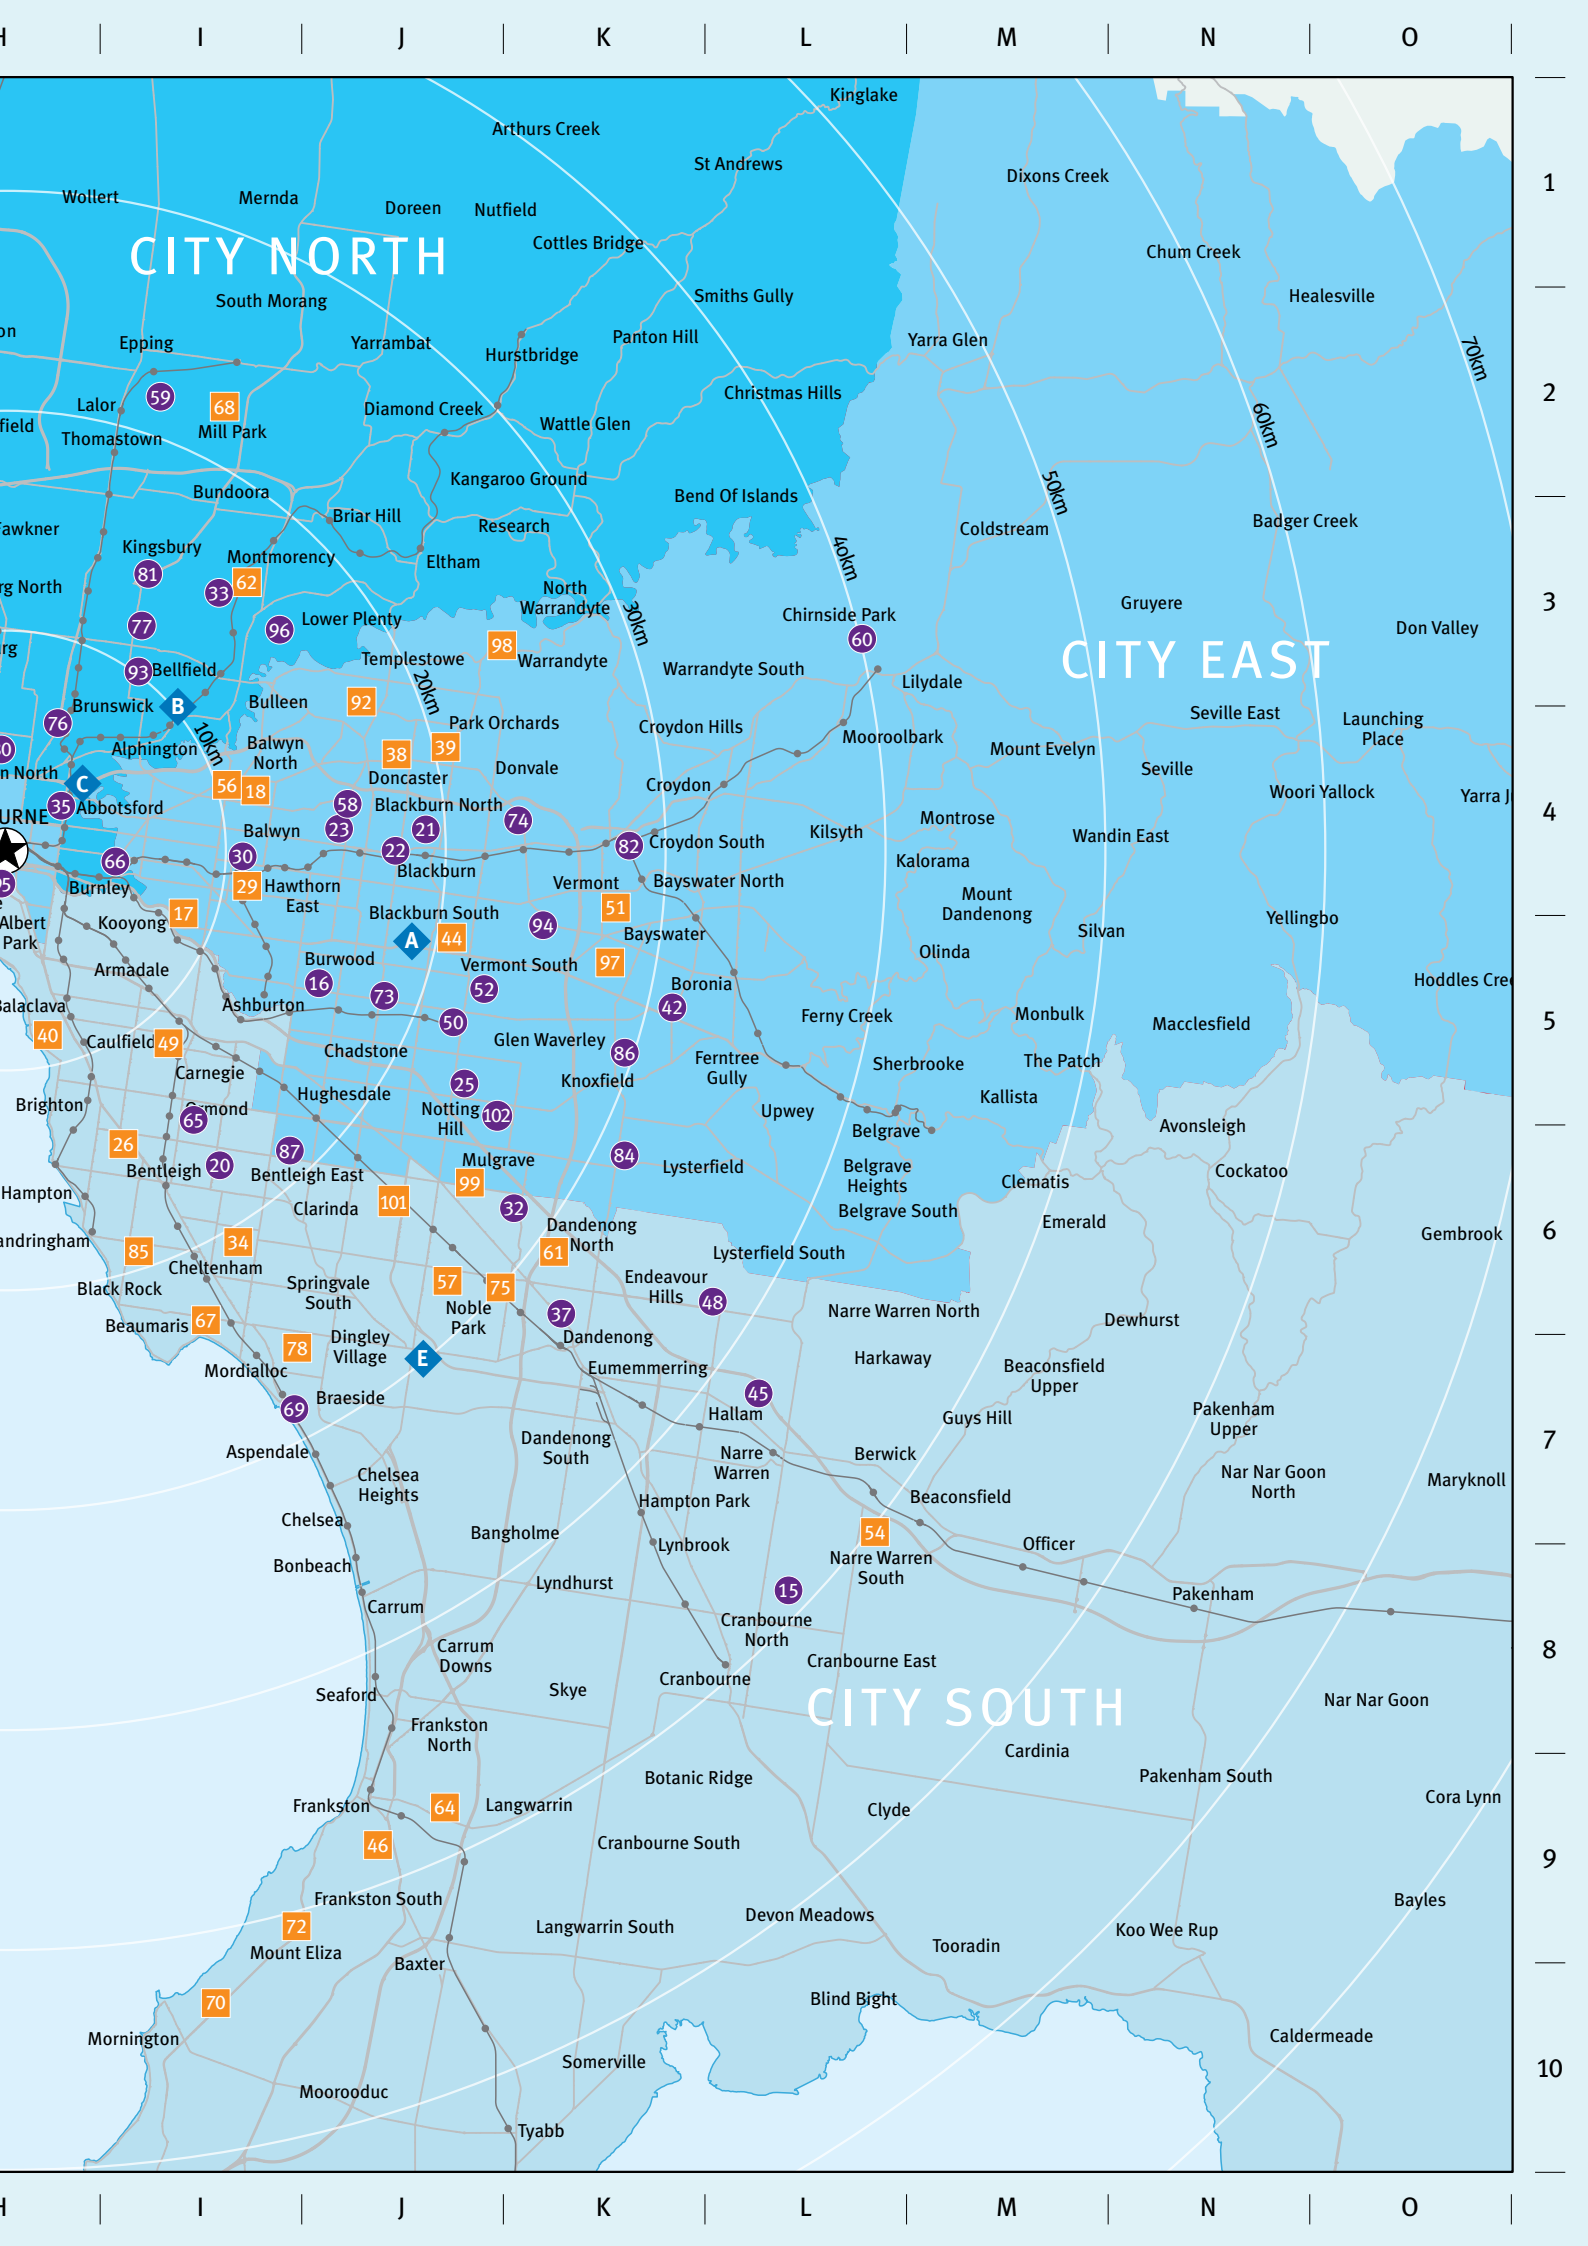 H I J K L M N O
Kinglake
Arthurs Creek
St Andrews
Dixons Creek
1
Wollert
Mernda
Doreen
Nutfield
Cottles Bridge
CITY NORTH
Chum Creek
South Morang
Smiths Gully
Healesville
on
Epping
Yarrambat
Hurstbridge
Panton Hill
Yarra Glen
70km
59
68
Lalor
Diamond Creek
Christmas Hills
2
field
Thomastown
Mill Park
Wattle Glen
60km
Bundoora
Kangaroo Ground
Bend Of Islands
50km
Fawkner
Briar Hill
Research
Coldstream
Badger Creek
Kingsbury
Montmorency
Eltham
40km
81
33
62
rg North
North
Warrandyte
30km
Chirnside Park
Gruyere
3
77
96
Lower Plenty
98
60
Don Valley
rg
CITY EAST
93
Bellfield
Templestowe
Warrandyte
Warrandyte South
Lilydale
20km
Brunswick
B
Bulleen
92
Park Orchards
Croydon Hills
Seville East
Launching
Place
76
10km
Alphington
Balwyn
North
38
39
Mooroolbark
Mount Evelyn
n North
C
56
18
Doncaster
Donvale
Croydon
Seville
Woori Yallock
Yarra J
35
Abbotsford
58
Blackburn North
74
Montrose
4
URNE
Balwyn
23
21
82
Croydon South
Kilsyth
Wandin East
66
30
22
Blackburn
Kalorama
Burnley
29
Hawthorn
East
Vermont
Bayswater North
Mount
Dandenong
95
Albert
Park
17
Kooyong
Blackburn South
51
Yellingbo
94
A
44
Bayswater
Silvan
Armadale
Burwood
Vermont South
97
Olinda
Balaclava
16
73
52
Boronia
Hoddles Cree
Ashburton
42
Ferny Creek
Monbulk
40
50
Macclesfield
5
Caulfield
49
Chadstone
Glen Waverley
86
Ferntree
Gully
Sherbrooke
The Patch
Carnegie
25
Knoxfield
Kallista
Brighton
Hughesdale
Notting
Hill
102
Upwey
65
Belgrave
Avonsleigh
26
87
84
Bentleigh
20
Bentleigh East
Mulgrave
Lysterfield
Belgrave
Heights
Cockatoo
Hampton
101
99
Clematis
Clarinda
32
Belgrave South
Emerald
andringham
85
34
Dandenong
North
61
Lysterfield South
Gembrook
6
Cheltenham
Black Rock
Springvale
South
57
75
Endeavour
Hills
48
Beaumaris
67
Noble
Park
37
Narre Warren North
Dewhurst
78
Dingley
Village
E
Dandenong
Mordialloc
Eumemmerring
Harkaway
Beaconsfield
Upper
69
Braeside
45
Hallam
Guys Hill
Pakenham
Upper
7
Aspendale
Dandenong
South
Narre
Warren
Berwick
Chelsea
Heights
Nar Nar Goon
North
Maryknoll
Hampton Park
Beaconsfield
Chelsea
Bangholme
54
Lynbrook
Officer
Bonbeach
Narre Warren
South
Lyndhurst
15
Pakenham
Carrum
Cranbourne
North
Carrum
Downs
Cranbourne East
8
Cranbourne
Seaford
Skye
CITY SOUTH
Nar Nar Goon
Frankston
North
Cardinia
Botanic Ridge
Pakenham South
Frankston
64
Langwarrin
Clyde
Cora Lynn
46
Cranbourne South
9
Frankston South
Bayles
72
Langwarrin South
Devon Meadows
Koo Wee Rup
Mount Eliza
Baxter
Tooradin
70
Blind Bight
Mornington
Caldermeade
Somerville
10
Moorooduc
Tyabb
H I J K L M N O